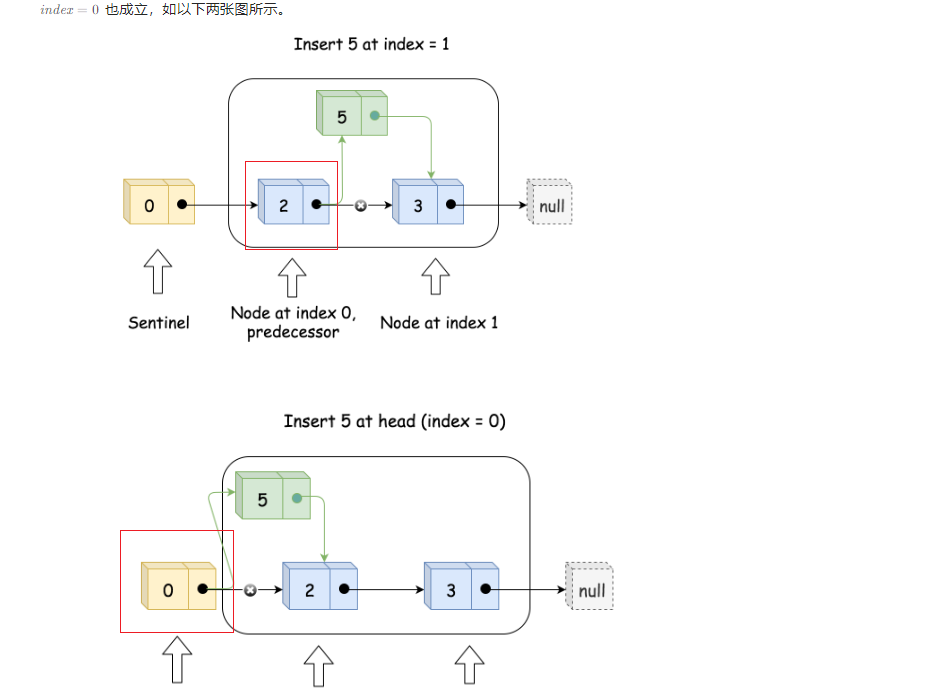 index = 0 也成立，如以下两张图所示。
Insert 5 at index = 1
5
0
2
3
null
Sentinel
Node at index 0,
predecessor
Node at index 1
Insert 5 at head (index = 0)
5
0
2
3
null